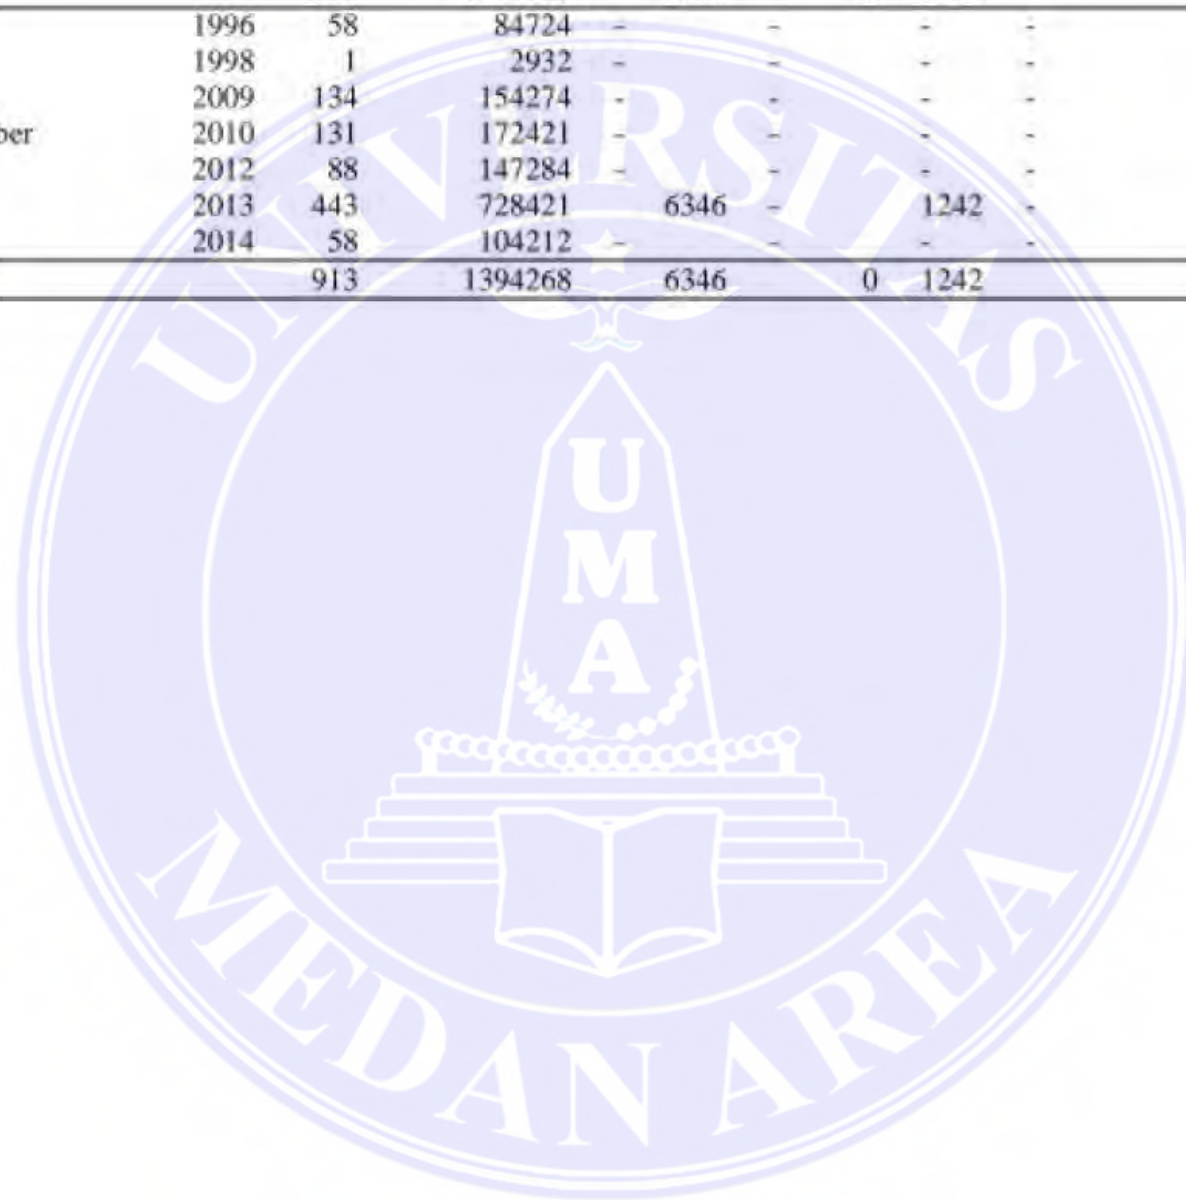 1996 58 84724 - - - -
1998 1 2932 - - - -
2009 134 154274 - - - -
ber 2010 131 172421 - - - -
2012 88 147284 - - - -
2013 443 728421 6346 - 1242 -
2014 58 104212 - - - -
913 1394268 6346 0 1242
UNIVERSITAS
U
M
A
MEDAN AREA